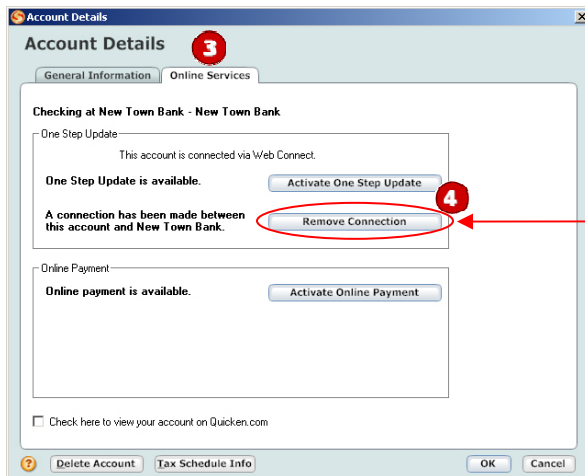 Account Details
Account Details
3
General Information
Online Services
Checking at New Town Bank - New Town Bank
One Step Update
This account is connected via Web Connect.
One Step Update is available.
Activate One Step Update
4
A connection has been made between
this account and New Town Bank.
Remove Connection
Online Payment
Online payment is available.
Activate Online Payment
Check here to view your account on Quicken.com
? Delete Account Tax Schedule Info OK Cancel